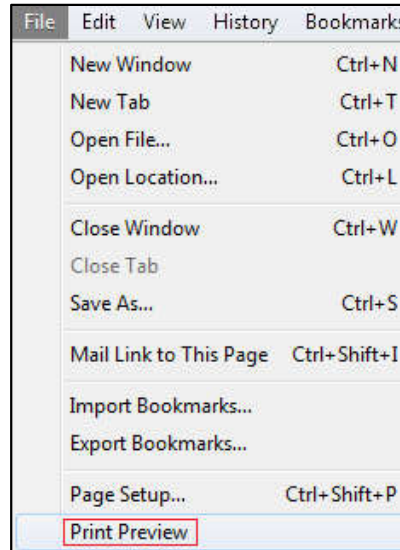 File Edit View History Bookmarks
New Window Ctrl+N
New Tab Ctrl+T
Open File... Ctrl+O
Open Location... Ctrl+L
Close Window Ctrl+W
Close Tab
Save As... Ctrl+S
Mail Link to This Page Ctrl+Shift+I
Import Bookmarks...
Export Bookmarks...
Page Setup... Ctrl+Shift+P
Print Preview